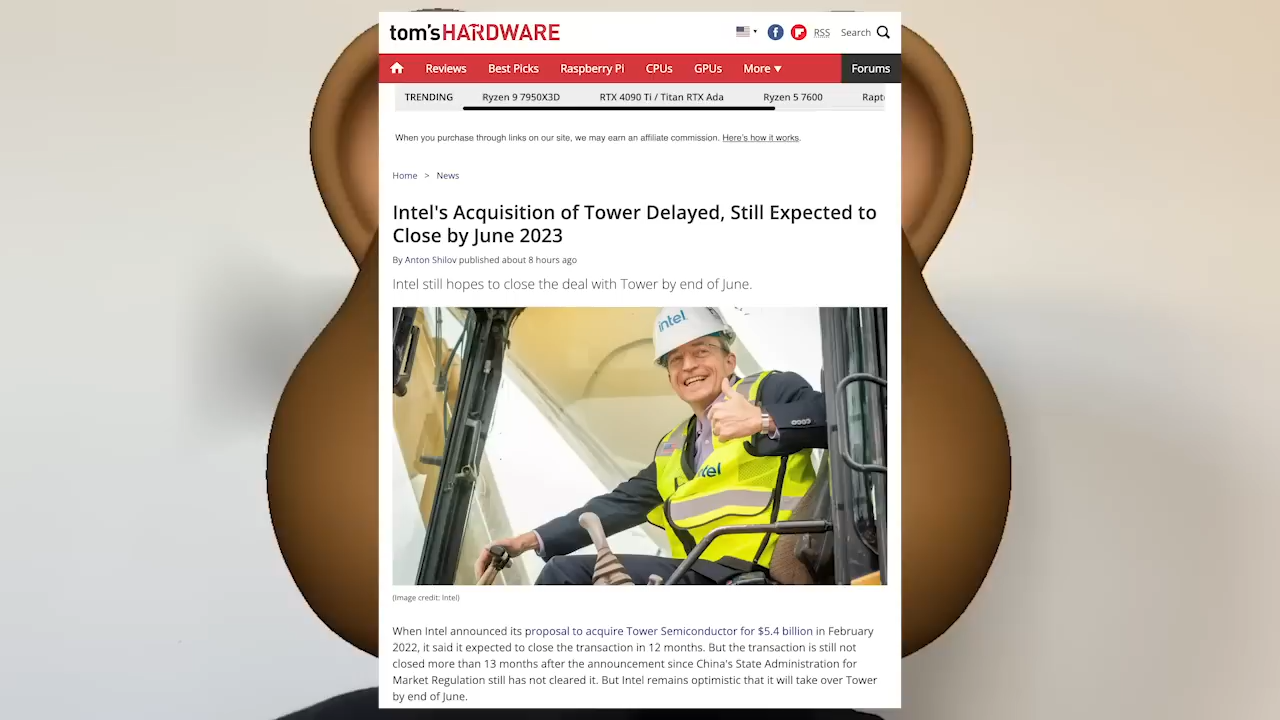 tom'sHARDWARE
RSS Search
Reviews Best Picks Raspberry Pi CPUs GPUs More Forums
TRENDING Ryzen 9 7950X3D RTX 4090 Ti / Titan RTX Ada Ryzen 5 7600
When you purchase through links on our site, we may earn an affiliate commission. Here's how it works.
Home > News
Intel's Acquisition of Tower Delayed, Still Expected to
Close by June 2023
By Anton Shilov published about 8 hours ago
Intel still hopes to close the deal with Tower by end of June.
intel
intel
(Image credit: Intel)
When Intel announced its proposal to acquire Tower Semiconductor for $5.4 billion in February
2022, it said it expected to close the transaction in 12 months. But the transaction is still not
closed more than 13 months after the announcement since China's State Administration for
Market Regulation still has not cleared it. But Intel remains optimistic that it will take over Tower
by end of June.